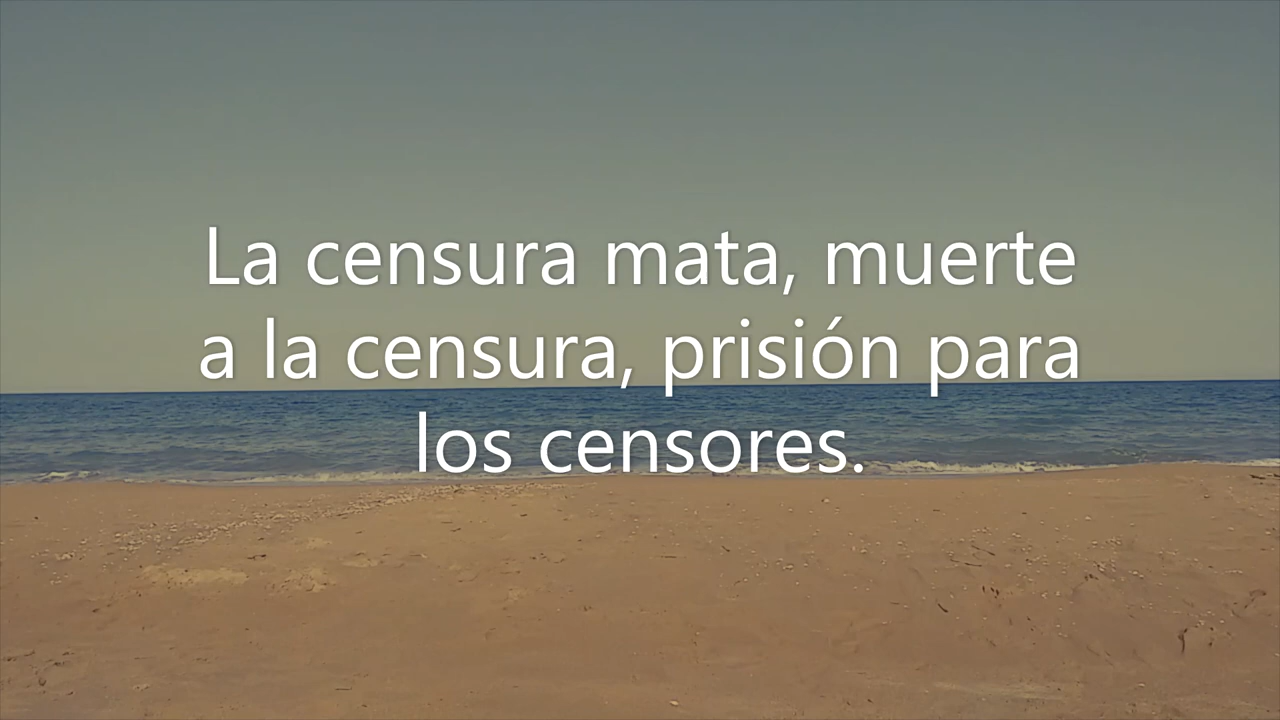 La censura mata, muerte
a la censura, prisión para
los censores.